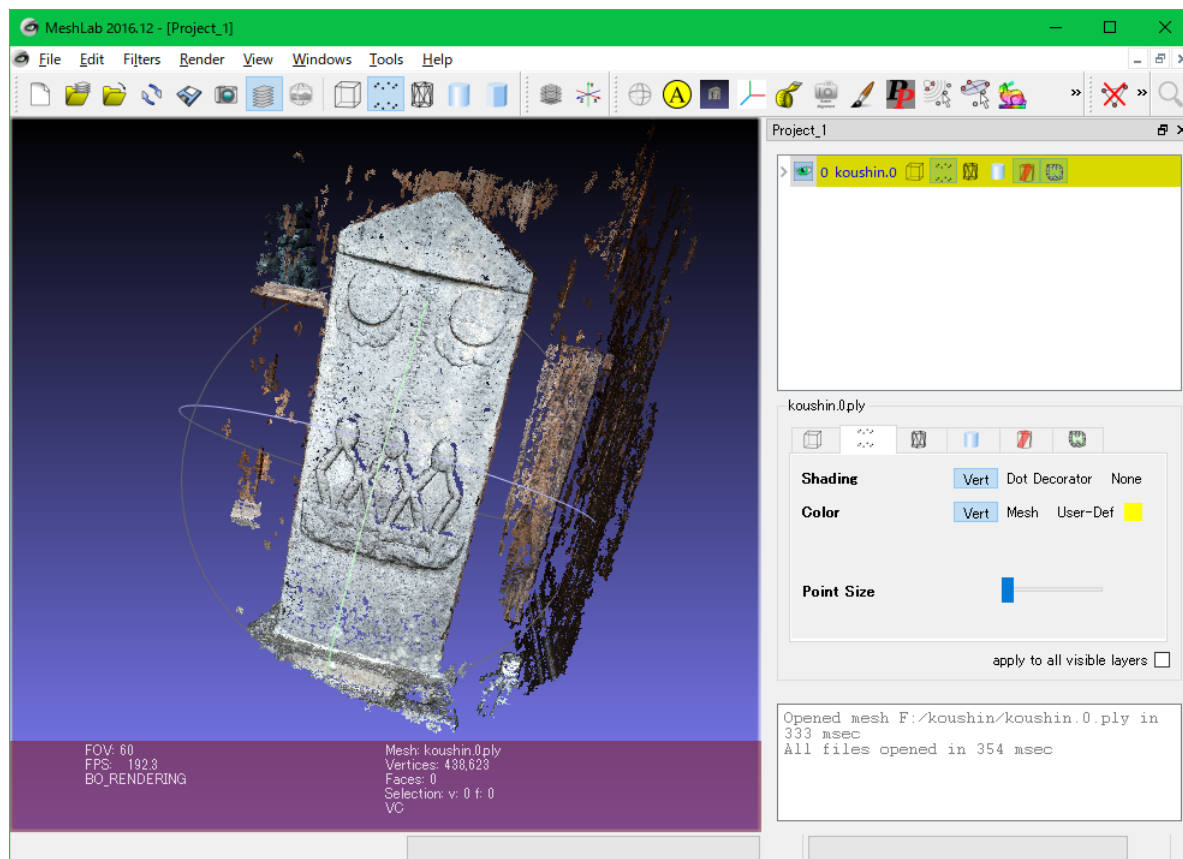 MeshLab 2016.12 - [Project_1]
File Edit Filters Render View Windows Tools Help
A
PP
»
»
Project_1
0 koushin.0
koushin.0.ply
Shading Vert Dot Decorator None
Color Vert Mesh User-Def
Point Size
apply to all visible layers
Opened mesh F:/koushin/koushin.0.ply in
333 msec
All files opened in 354 msec
FOV: 60
FPS: 192.3
BO_RENDERING
Mesh: koushin.0.ply
Vertices: 438,623
Faces: 0
Selection: v: 0 f: 0
VC